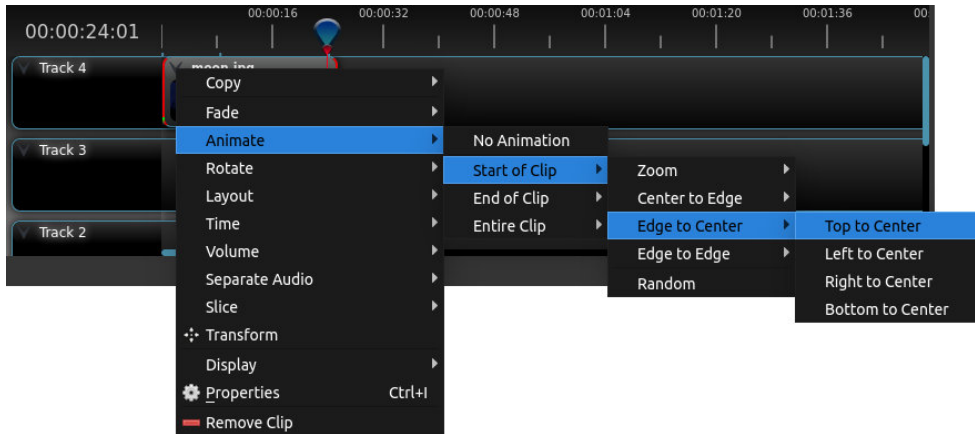 00:00:16 00:00:32 00:00:48 00:01:04 00:01:20 00:01:36 00:
00:00:24:01
Track 4
moon.jpg
Copy
Fade
Animate
Rotate
Layout
Time
Volume
Separate Audio
Slice
Transform
Display
Properties Ctrl+I
Remove Clip
No Animation
Start of Clip
End of Clip
Entire Clip
Zoom
Center to Edge
Edge to Center
Edge to Edge
Random
Top to Center
Left to Center
Right to Center
Bottom to Center
Track 3
Track 2